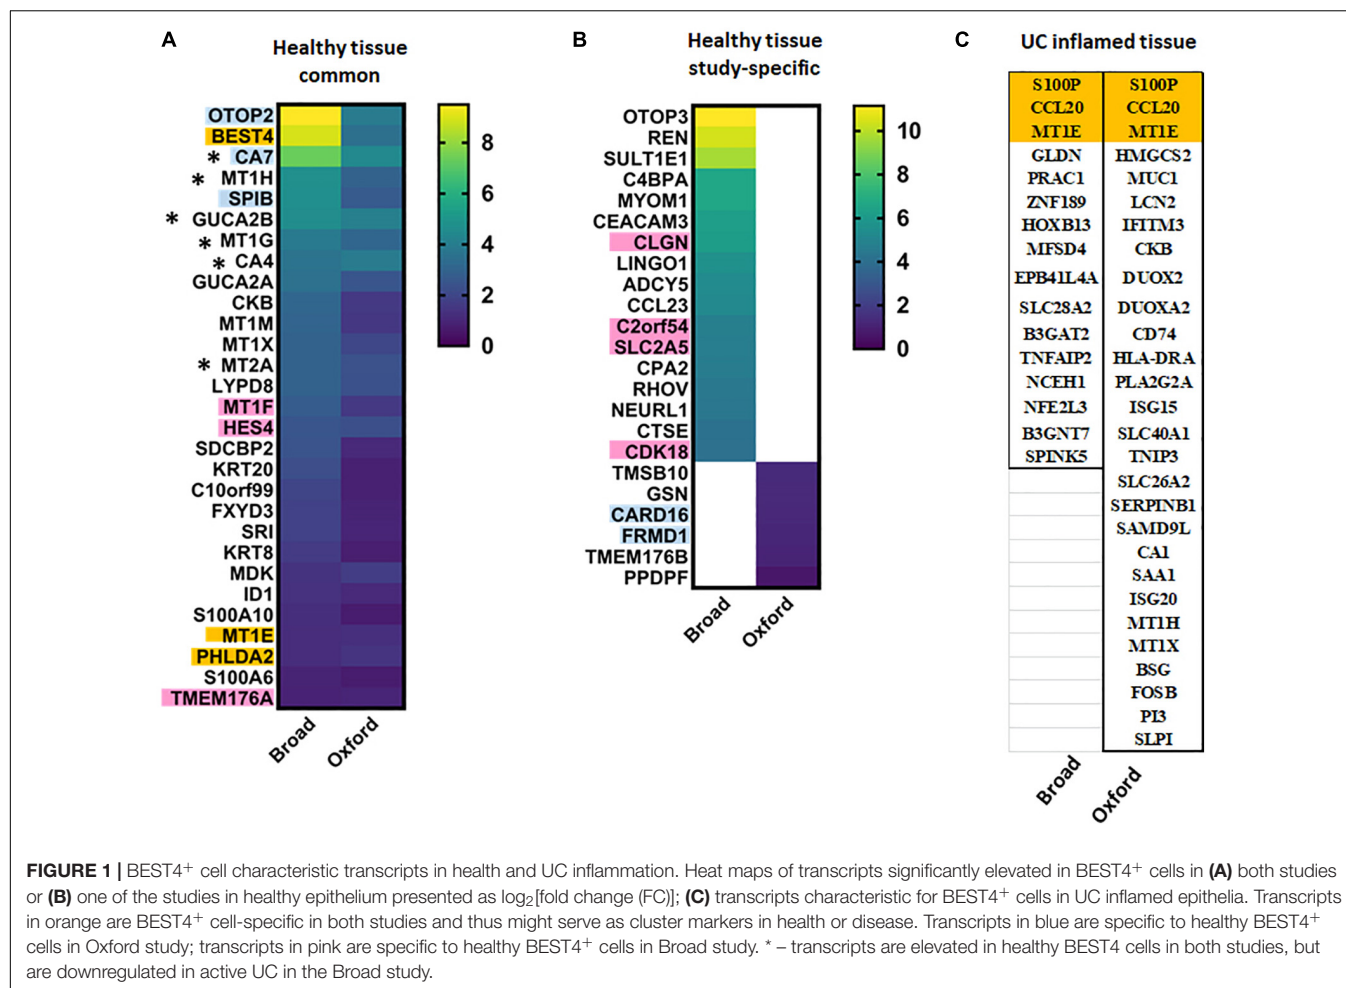 A
Healthy tissue
common
OTOP2
BEST4
* CA7
* MT1H
SPIB
* GUCA2B
* MT1G
* CA4
GUCA2A
CKB
MT1M
MT1X
* MT2A
LYPD8
MT1F
HES4
SDCBP2
KRT20
C10orf99
FXYD3
SRI
KRT8
MDK
ID1
S100A10
MT1E
PHLDA2
S100A6
TMEM176A
Broad
Oxford
8
6
4
2
0
B
Healthy tissue
study-specific
OTOP3
REN
SULT1E1
C4BPA
MYOM1
CEACAM3
CLGN
LINGO1
ADCY5
CCL23
C2orf54
SLC2A5
CPA2
RHOV
NEURL1
CTSE
CDK18
TMSB10
GSN
CARD16
FRMD1
TMEM176B
PPDPF
Broad
Oxford
10
8
6
4
2
0
C
UC inflamed tissue
S100P S100P
CCL20 CCL20
MT1E MT1E
GLDN HMGCS2
PRAC1 MUC1
ZNF189 LCN2
HOXB13 IFITM3
MFSD4 CKB
EPB41L4A DUOX2
SLC28A2 DUOXA2
B3GAT2 CD74
TNFAIP2 HLA-DRA
NCEH1 PLA2G2A
NFE2L3 ISG15
B3GNT7 SLC40A1
SPINK5 TNIP3
SLC26A2
SERPINB1
SAMD9L
CA1
SAA1
ISG20
MT1H
MT1X
BSG
FOSB
PI3
SLPI
Broad
Oxford
FIGURE 1 | BEST4+ cell characteristic transcripts in health and UC inflammation. Heat maps of transcripts significantly elevated in BEST4+ cells in (A) both studies
or (B) one of the studies in healthy epithelium presented as log2[fold change (FC)]; (C) transcripts characteristic for BEST4+ cells in UC inflamed epithelia. Transcripts
in orange are BEST4+ cell-specific in both studies and thus might serve as cluster markers in health or disease. Transcripts in blue are specific to healthy BEST4+
cells in Oxford study; transcripts in pink are specific to healthy BEST4+ cells in Broad study. * – transcripts are elevated in healthy BEST4 cells in both studies, but
are downregulated in active UC in the Broad study.